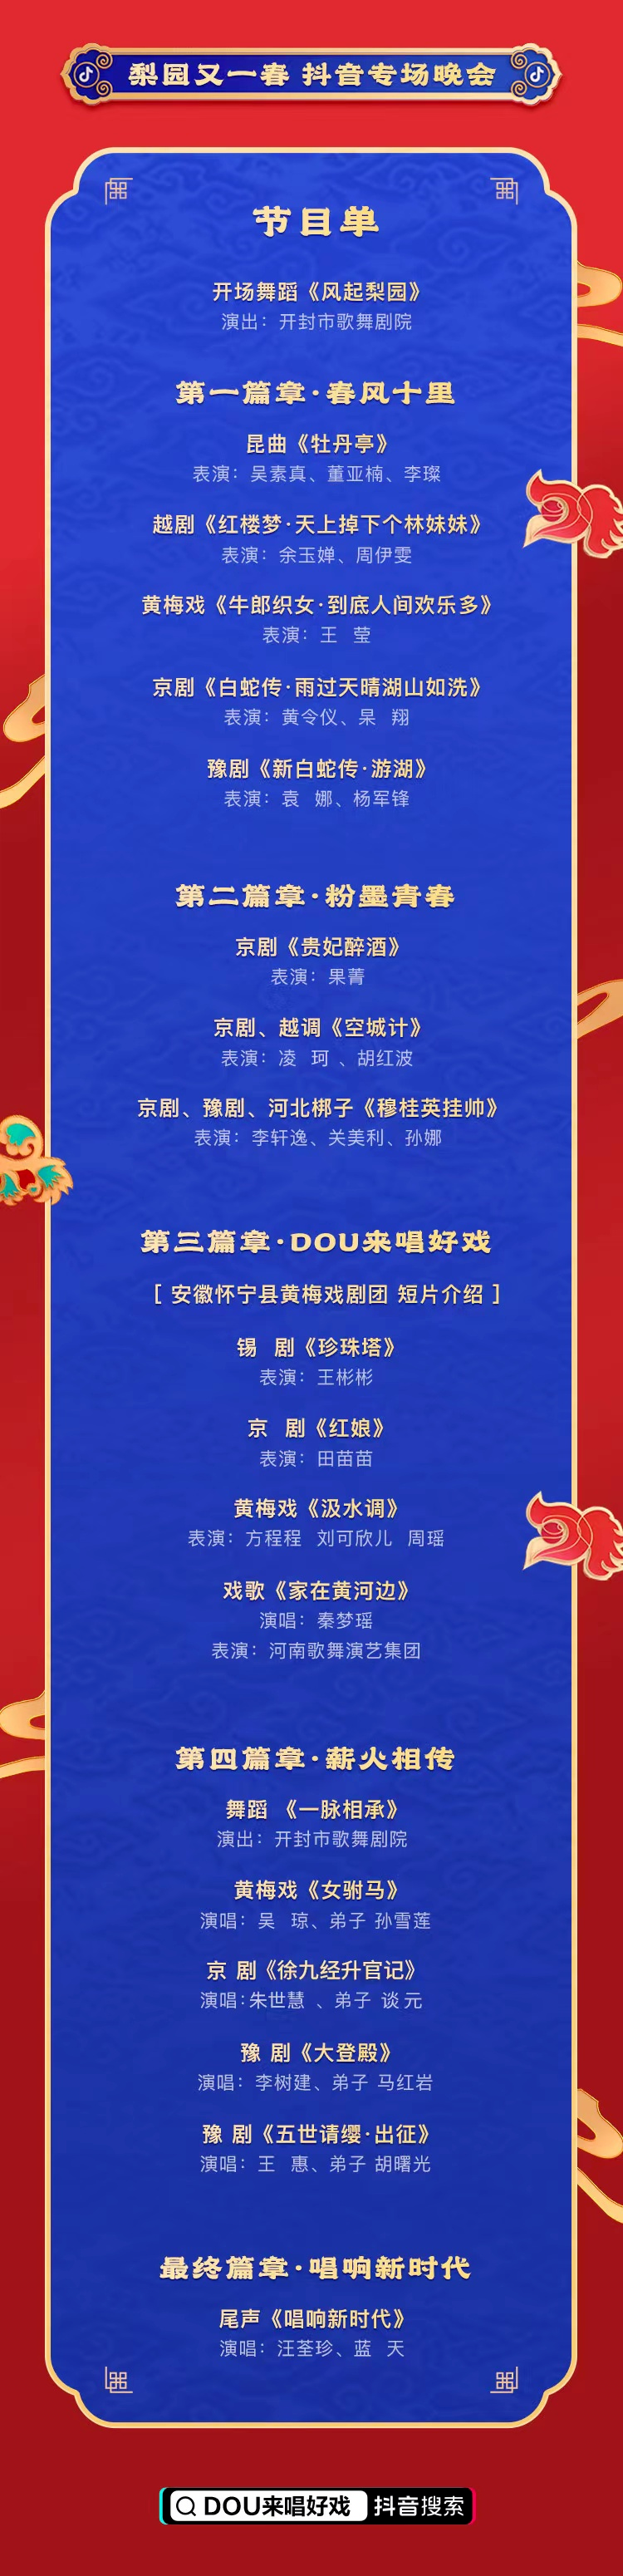 梨园又一春 抖音专场晚会
节目单
开场舞蹈《风起梨园》
演出：开封市歌舞剧院
第一篇章·春风十里
昆曲《牡丹亭》
表演：吴素真、董亚楠、李璨
越剧《红楼梦·天上掉下个林妹妹》
表演：余玉婵、周伊雯
黄梅戏《牛郎织女·到底人间欢乐多》
表演：王 莹
京剧《白蛇传·雨过天晴湖山如洗》
表演：黄令仪、杲 翔
豫剧《新白蛇传·游湖》
表演：袁 娜、杨军锋
第二篇章·粉墨青春
京剧《贵妃醉酒》
表演：果菁
京剧、越调《空城计》
表演：凌 珂 、胡红波
京剧、豫剧、河北梆子《穆桂英挂帅》
表演：李轩逸、关美利、孙娜
第三篇章·DOU来唱好戏
[ 安徽怀宁县黄梅戏剧团 短片介绍 ]
锡 剧《珍珠塔》
表演：王彬彬
京 剧《红娘》
表演：田苗苗
黄梅戏《汲水调》
表演：方程程 刘可欣儿 周瑶
戏歌《家在黄河边》
演唱：秦梦瑶
表演：河南歌舞演艺集团
第四篇章·薪火相传
舞蹈 《一脉相承》
演出：开封市歌舞剧院
黄梅戏《女驸马》
演唱：吴 琼、弟子 孙雪莲
京 剧《徐九经升官记》
演唱：朱世慧 、弟子 谈元
豫 剧《大登殿》
演唱：李树建、弟子 马红岩
豫 剧《五世请缨·出征》
演唱：王 惠、弟子 胡曙光
最终篇章·唱响新时代
尾声《唱响新时代》
演唱：汪荃珍、蓝 天
DOU来唱好戏 抖音搜索